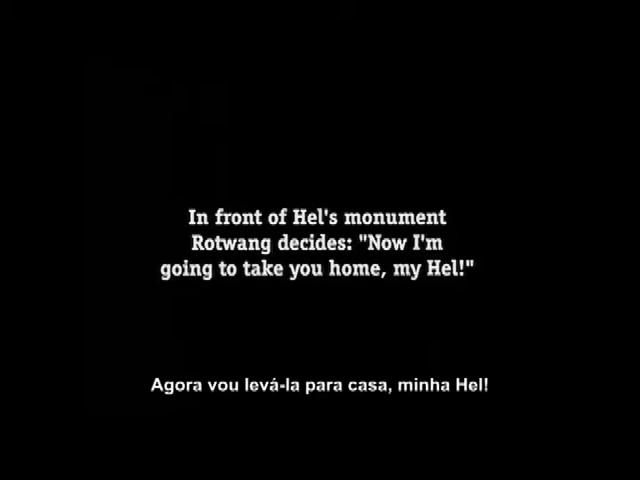 In front of Hel's monument
Rotwang decides: "Now I'm
going to take you home, my Hel!"
Agora vou levá-la para casa, minha Hel!